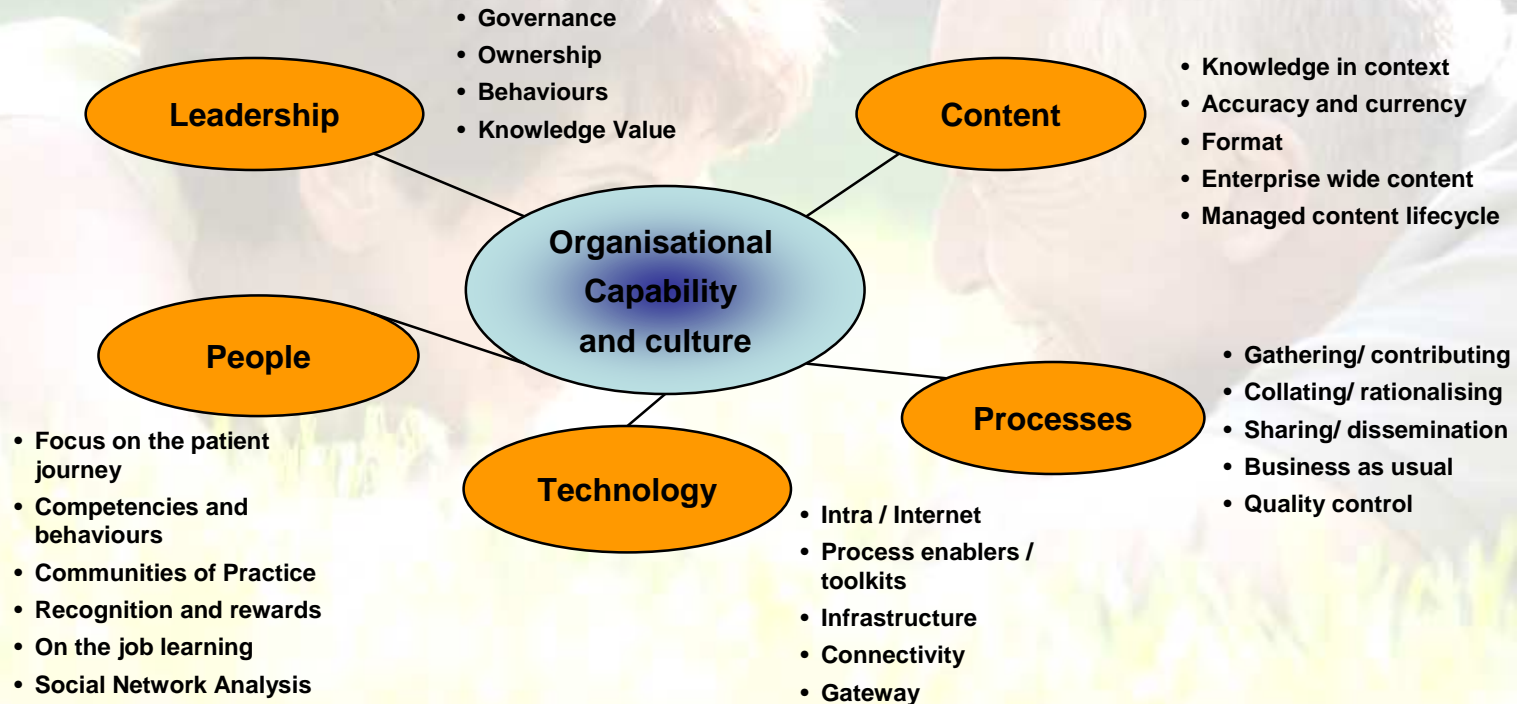 • Governance
• Ownership
• Behaviours
• Knowledge Value
Leadership
Content
• Knowledge in context
• Accuracy and currency
• Format
• Enterprise wide content
• Managed content lifecycle
Organisational
Capability
and culture
People
• Focus on the patient
journey
• Competencies and
behaviours
• Communities of Practice
• Recognition and rewards
• On the job learning
• Social Network Analysis
Technology
• Intra / Internet
• Process enablers /
toolkits
• Infrastructure
• Connectivity
• Gateway
Processes
• Gathering/ contributing
• Collating/ rationalising
• Sharing/ dissemination
• Business as usual
• Quality control